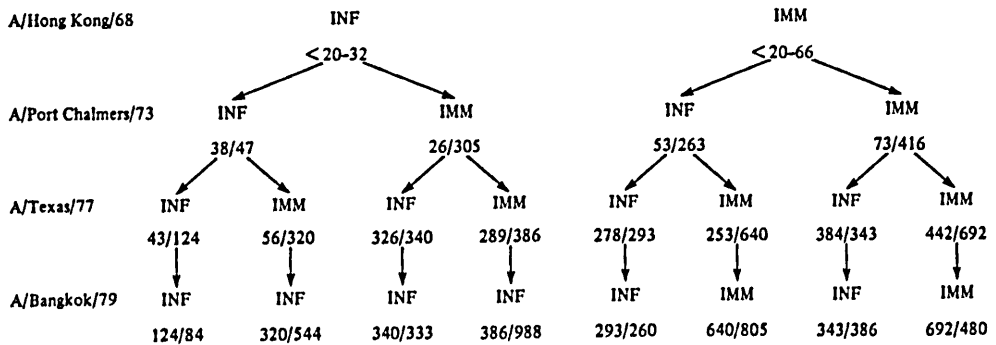 A/Hong Kong/68 INF IMM
< 20–32 < 20–66
A/Port Chalmers/73 INF IMM INF IMM
38/47 26/305 53/263 73/416
A/Texas/77 INF IMM INF IMM INF IMM INF IMM
43/124 56/320 326/340 289/386 278/293 253/640 384/343 442/692
A/Bangkok/79 INF INF INF INF INF IMM INF IMM
124/84 320/544 340/333 386/988 293/260 640/805 343/386 692/480